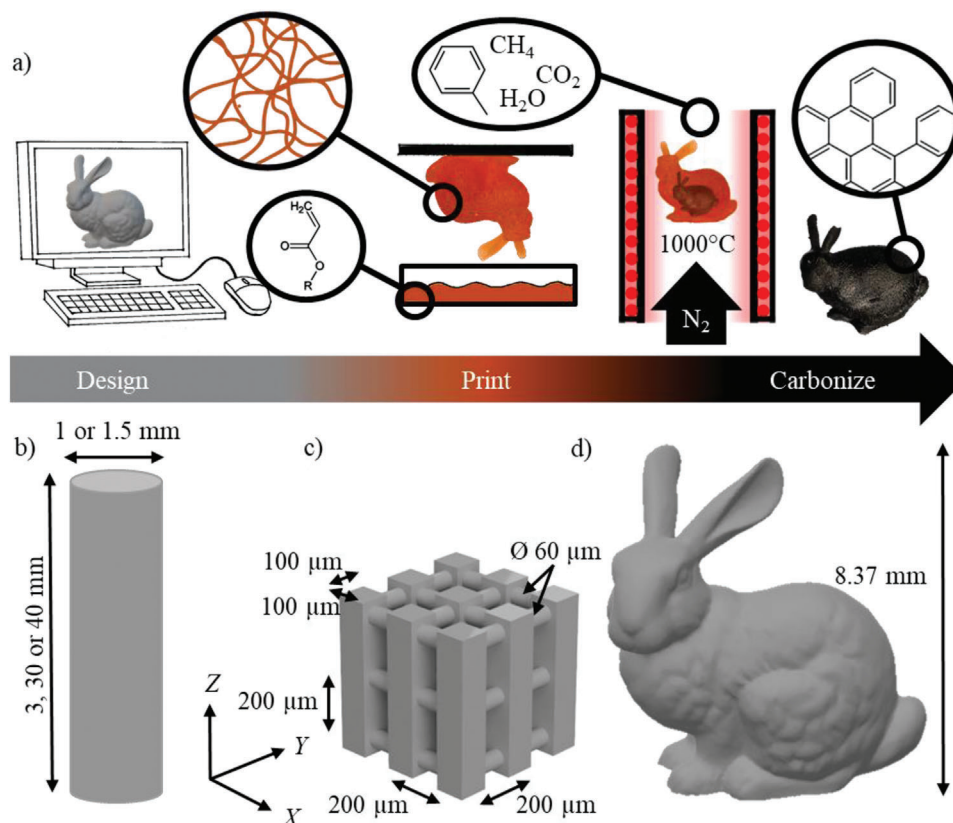 a)
CH₄
CO₂
H₂O
H₂C
O
O
R
1000°C
N₂
Design
Print
Carbonize
b)
1 or 1.5 mm
3, 30 or 40 mm
c)
100 µm
100 µm
Ø 60 µm
200 µm
200 µm
200 µm
Z
Y
X
d)
8.37 mm